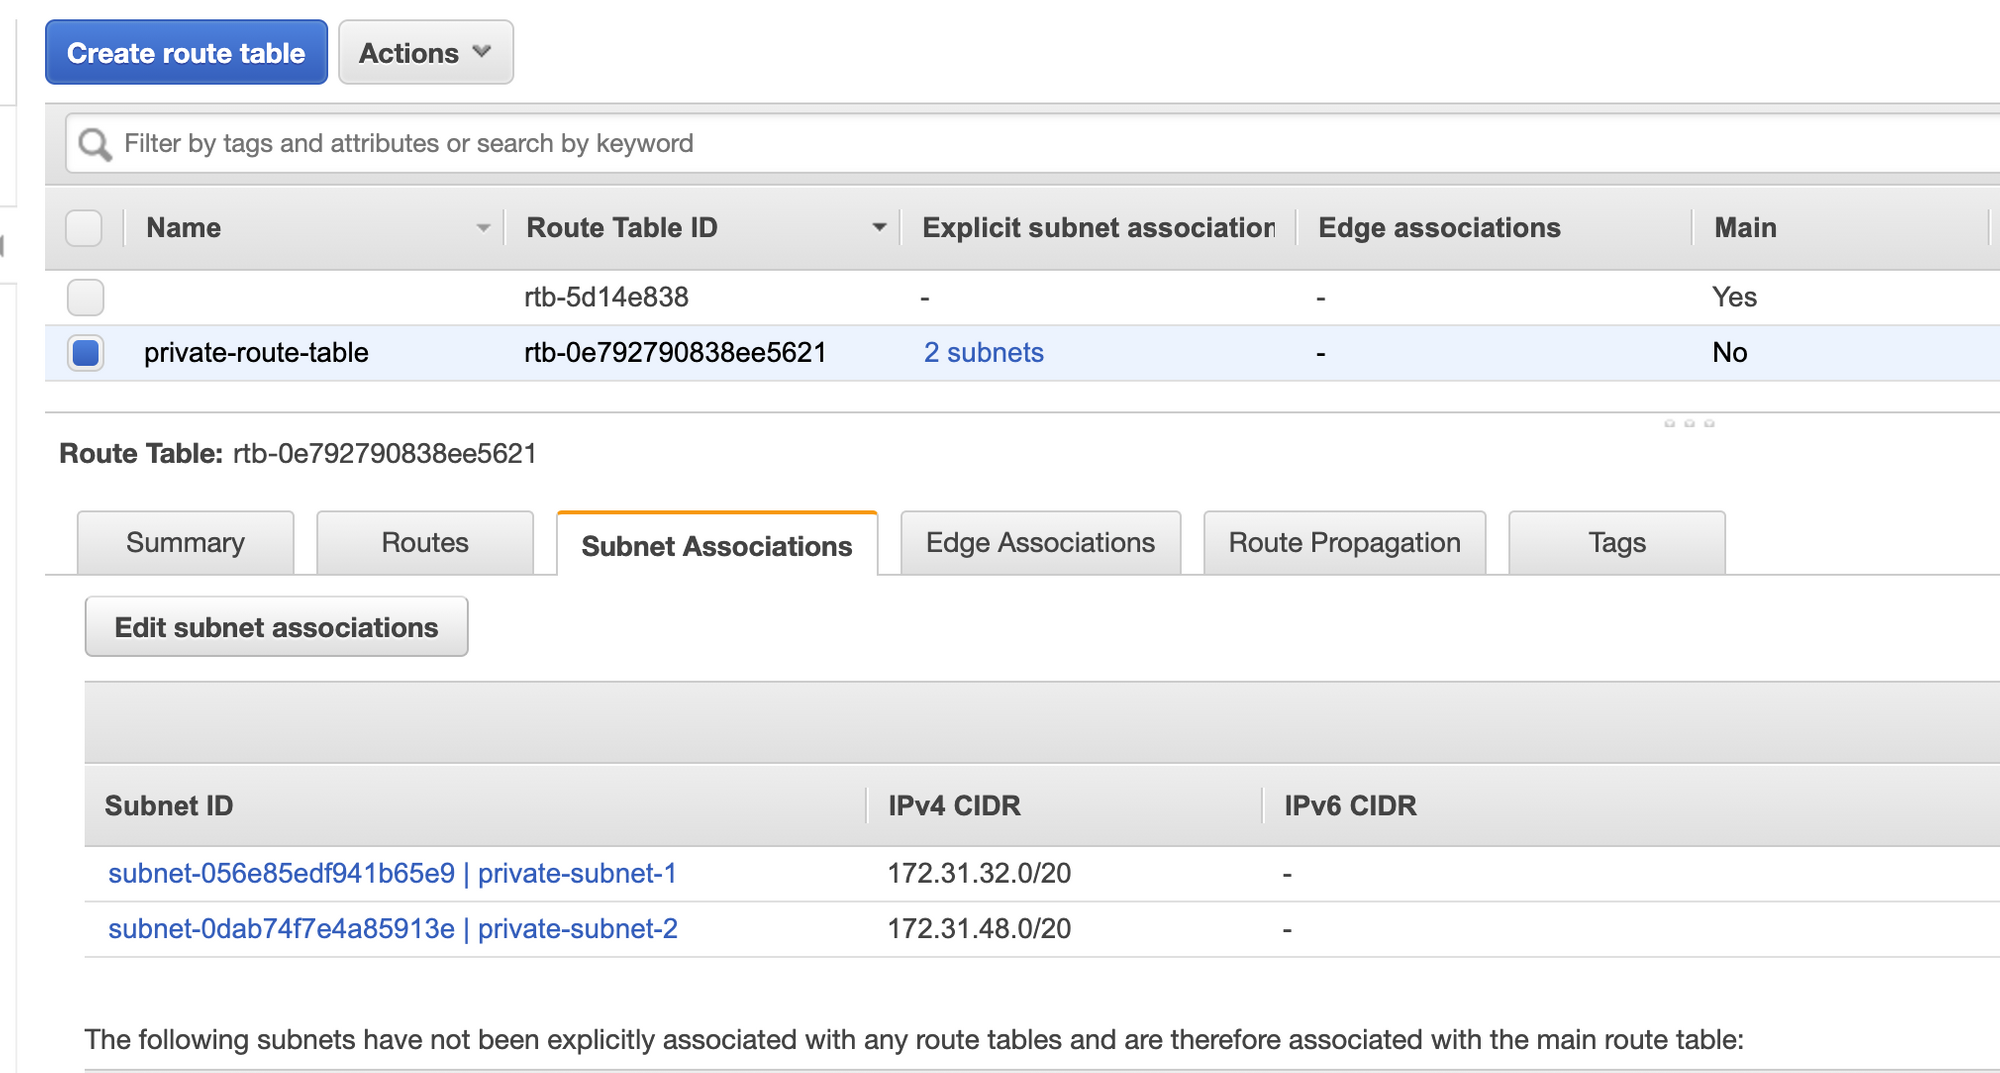 Create route table Actions
Filter by tags and attributes or search by keyword
Name Route Table ID Explicit subnet association Edge associations Main
rtb-5d14e838 - - Yes
private-route-table rtb-0e792790838ee5621 2 subnets - No
Route Table: rtb-0e792790838ee5621
Summary Routes Subnet Associations Edge Associations Route Propagation Tags
Edit subnet associations
Subnet ID IPv4 CIDR IPv6 CIDR
subnet-056e85edf941b65e9 | private-subnet-1 172.31.32.0/20 -
subnet-0dab74f7e4a85913e | private-subnet-2 172.31.48.0/20 -
The following subnets have not been explicitly associated with any route tables and are therefore associated with the main route table: